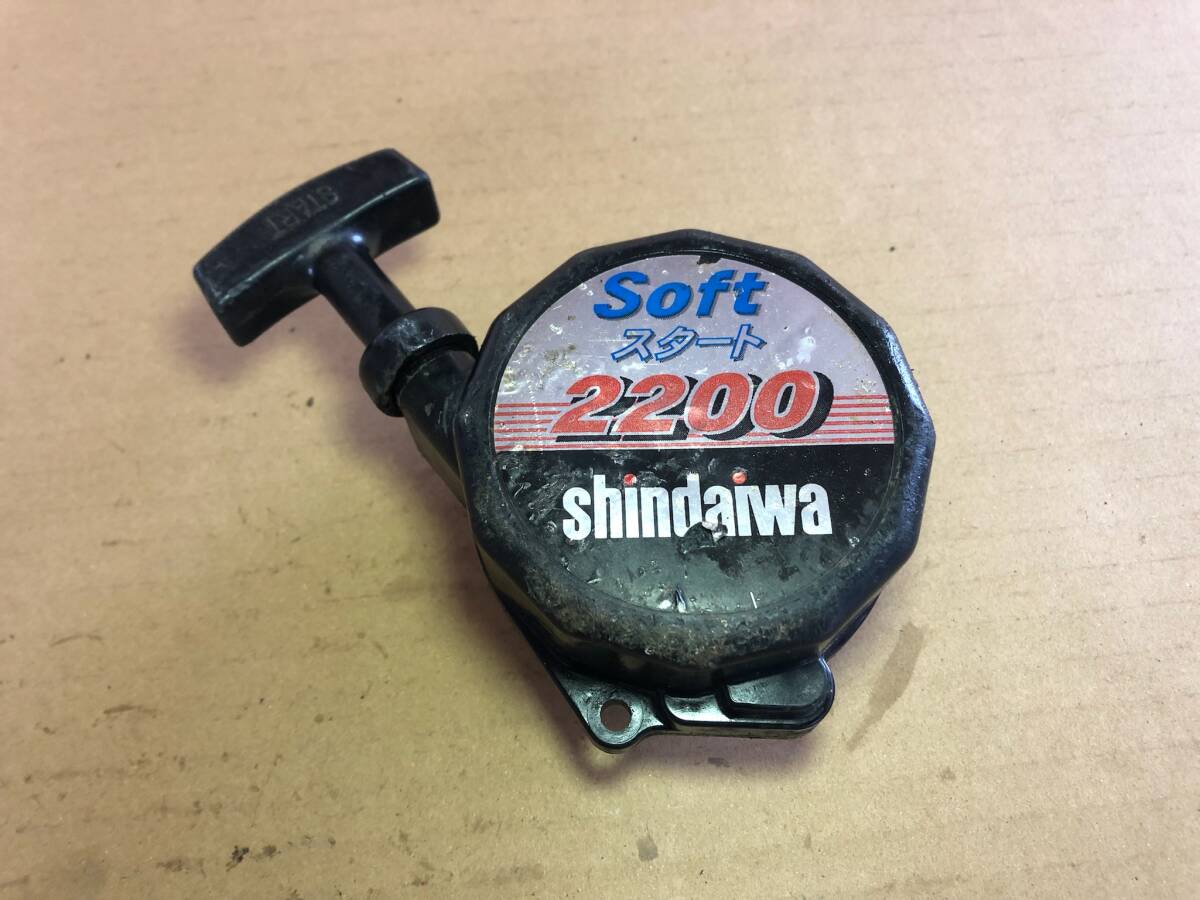 START
Soft
スタート
2200
shindaiwa